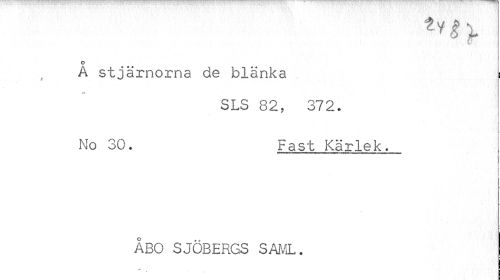 2487
Å stjärnorna de blänka
SLS 82, 372.
No 30. Fast Kärlek.
ÅBO SJÖBERGS SAML.